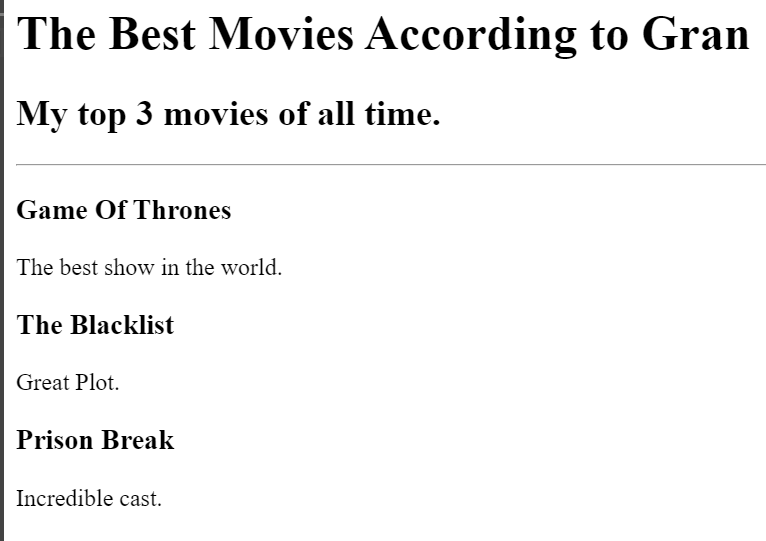 The Best Movies According to Gran
My top 3 movies of all time.
Game Of Thrones
The best show in the world.
The Blacklist
Great Plot.
Prison Break
Incredible cast.